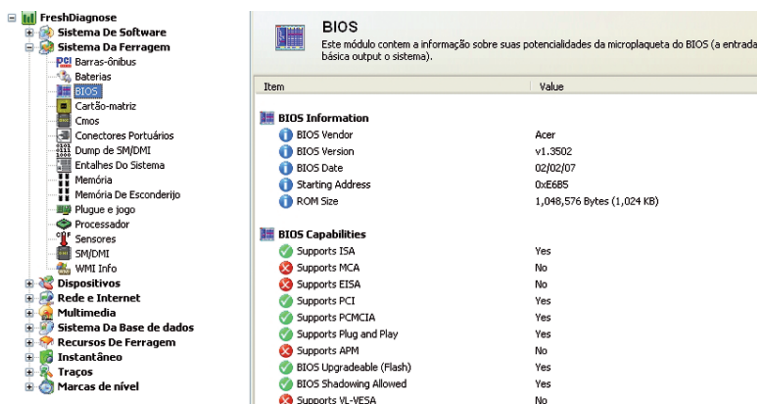 FreshDiagnose
Sistema De Software
Sistema Da Ferragem
PCI Barras-ônibus
Baterias
BIOS
Cartão-matriz
Cmos
Conectores Portuários
0101 0111 1000 Dump de SM/DMI
Entalhes Do Sistema
Memória
Memória De Esconderijo
Plugue e jogo
Processador
Sensores
SM/DMI
WMI Info
Dispositivos
Rede e Internet
Multimedia
Sistema Da Base de dados
Recursos De Ferragem
Instantâneo
Traços
Marcas de nível
BIOS
Este módulo contem a informação sobre suas potencialidades da microplaqueta do BIOS (a entrada
básica output o sistema).
Item Value
BIOS Information
BIOS Vendor Acer
BIOS Version v1.3502
BIOS Date 02/02/07
Starting Address 0xE6B5
ROM Size 1,048,576 Bytes (1,024 KB)
BIOS Capabilities
Supports ISA Yes
Supports MCA No
Supports EISA No
Supports PCI Yes
Supports PCMCIA Yes
Supports Plug and Play Yes
Supports APM No
BIOS Upgradeable (Flash) Yes
BIOS Shadowing Allowed Yes
Supports VL-VESA No